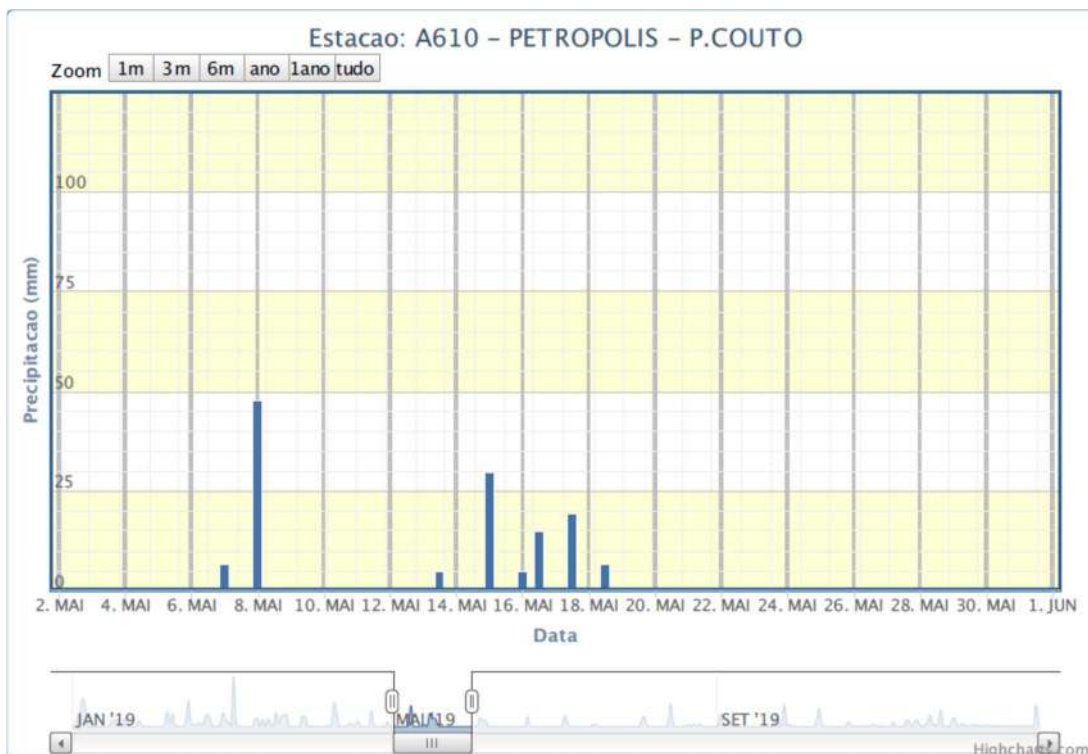 Estacao: A610 – PETROPOLIS – P.COUTO
Zoom 1m 3m 6m ano 1ano tudo
100
75
50
25
0
Precipitacao (mm)
2. MAI 4. MAI 6. MAI 8. MAI 10. MAI 12. MAI 14. MAI 16. MAI 18. MAI 20. MAI 22. MAI 24. MAI 26. MAI 28. MAI 30. MAI 1. JUN
Data
JAN '19 MAI '19 SET '19
Highcharts.com